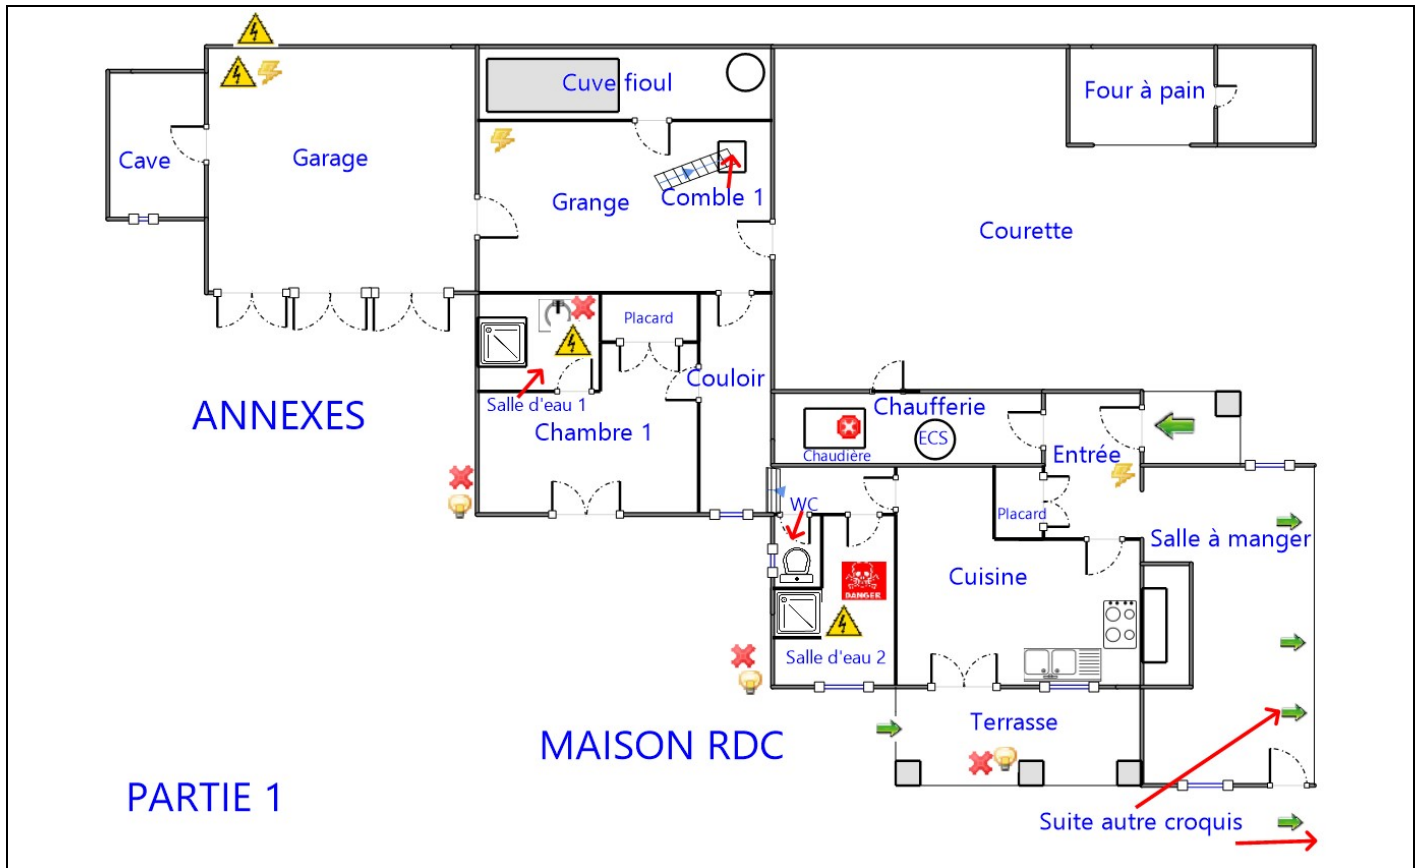 Cuve fioul
Four à pain
Cave
Garage
Grange
Comble 1
Courette
Placard
Couloir
Salle d'eau 1
Chambre 1
ANNEXES
Chaufferie
ECS
Chaudière
Entrée
WC
Placard
Salle à manger
Cuisine
DANGER
Salle d'eau 2
Terrasse
MAISON RDC
PARTIE 1
Suite autre croquis